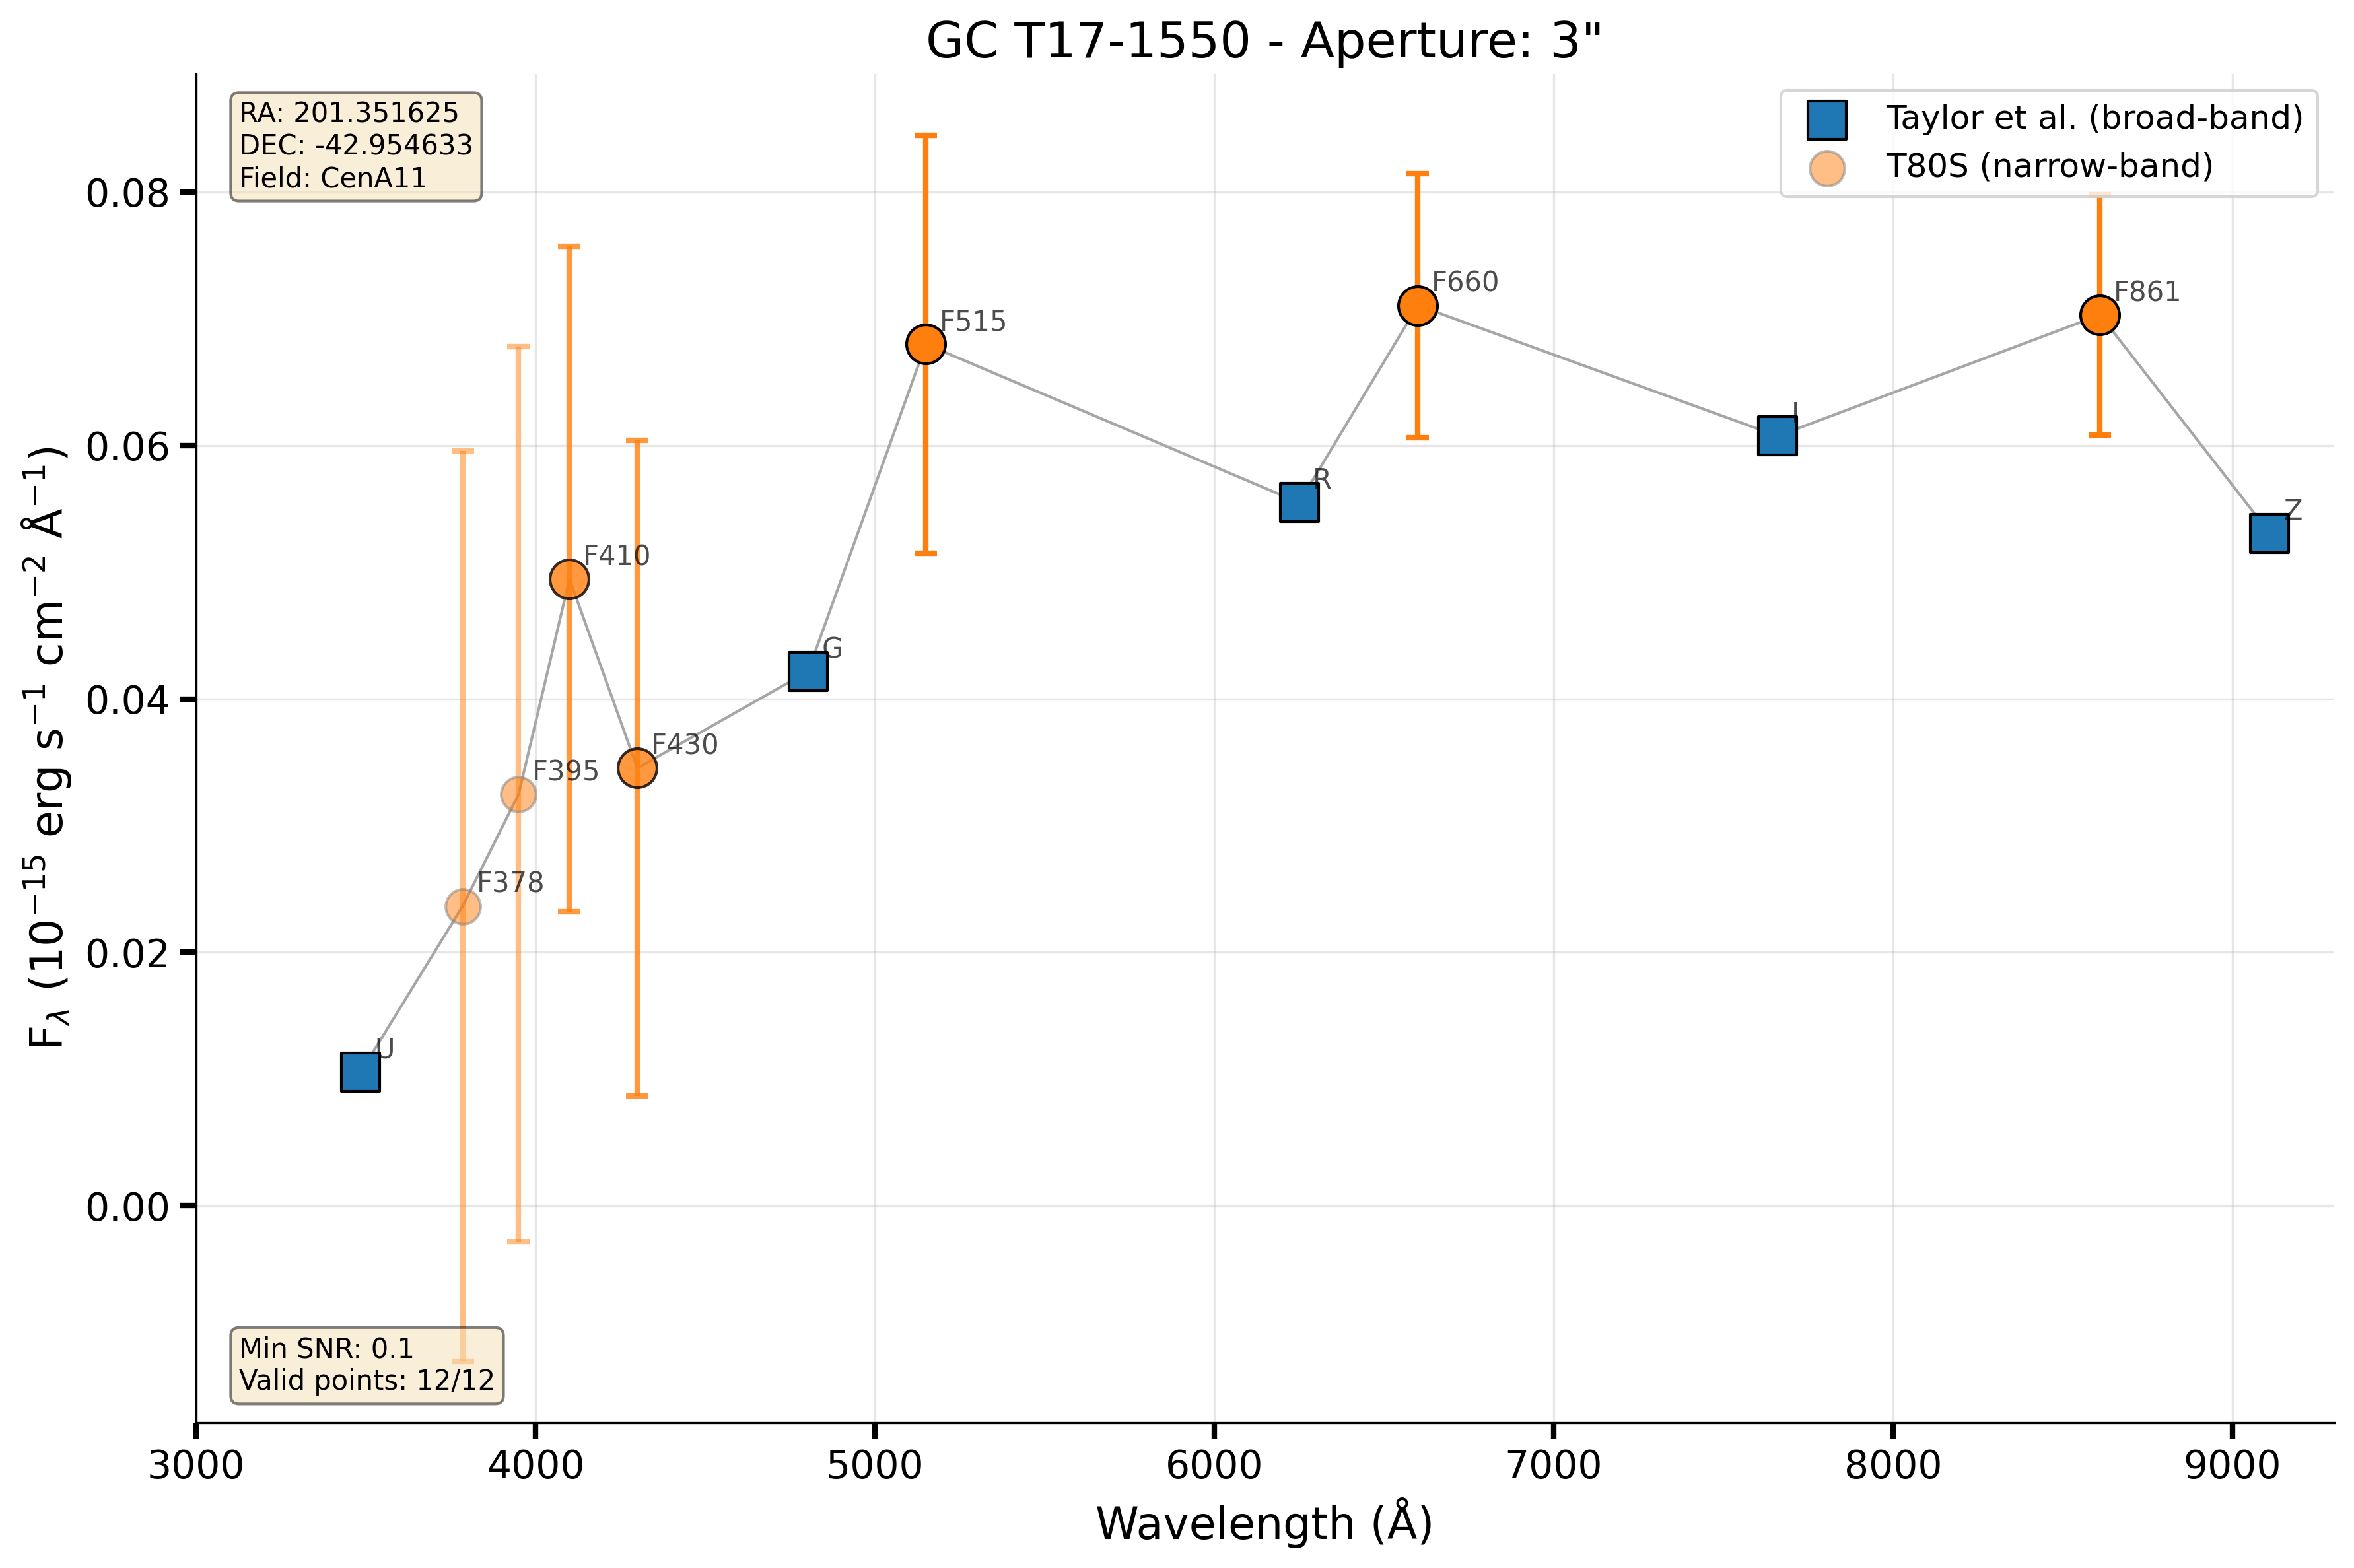 GC T17-1550 - Aperture: 3"
RA: 201.351625
DEC: -42.954633
Field: CenA11
Taylor et al. (broad-band)
T80S (narrow-band)
0.08
0.06
0.04
0.02
0.00
F515
F660
F861
I
R
Z
F410
G
F430
F395
F378
U
Min SNR: 0.1
Valid points: 12/12
3000 4000 5000 6000 7000 8000 9000
Wavelength (Å)
Fλ (10⁻¹⁵ erg s⁻¹ cm⁻² Å⁻¹)